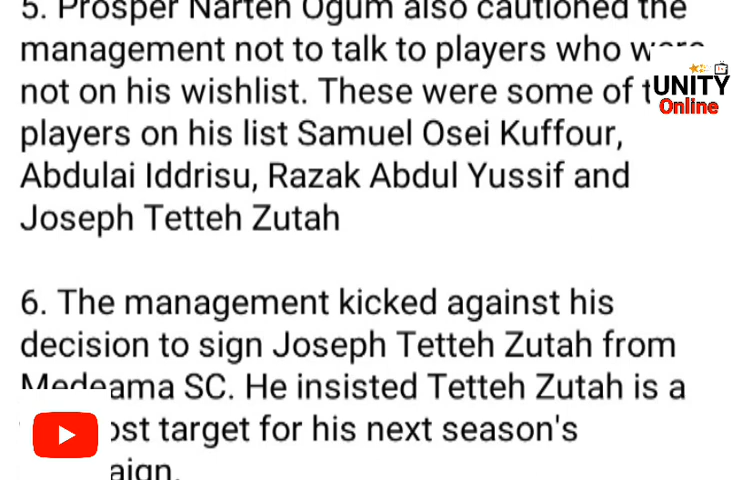 5. Prosper Narteh Ogum also cautioned the
management not to talk to players who were
not on his wishlist. These were some of
players on his list Samuel Osei Kuffour,
Abdulai Iddrisu, Razak Abdul Yussif and
Joseph Tetteh Zutah
UNITY
Online
6. The management kicked against his
decision to sign Joseph Tetteh Zutah from
Medeama SC. He insisted Tetteh Zutah is a
target for his next season's